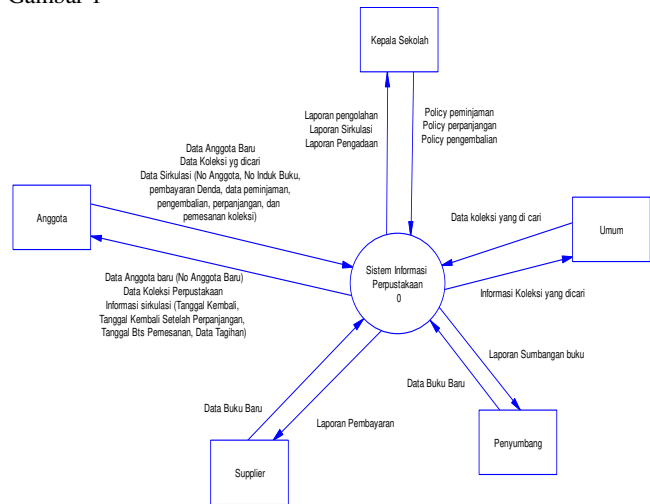 Gambar 1
Kepala Sekolah
Laporan pengolahan
Laporan Sirkulasi
Laporan Pengadaan
Policy peminjaman
Policy perpanjangan
Policy pengembalian
Data Anggota Baru
Data Koleksi yg dicari
Data Sirkulasi (No Anggota, No Induk Buku,
pembayaran Denda, data peminjaman,
pengembalian, perpanjangan, dan
pemesanan koleksi)
Anggota
Data koleksi yang di cari
Umum
Sistem Informasi
Perpustakaan
0
Data Anggota baru (No Anggota Baru)
Data Koleksi Perpustakaan
Informasi sirkulasi (Tanggal Kembali,
Tanggal Kembali Setelah Perpanjangan,
Tanggal Bts Pemesanan, Data Tagihan)
Informasi Koleksi yang dicari
Laporan Sumbangan buku
Data Buku Baru
Data Buku Baru
Laporan Pembayaran
Penyumbang
Supplier